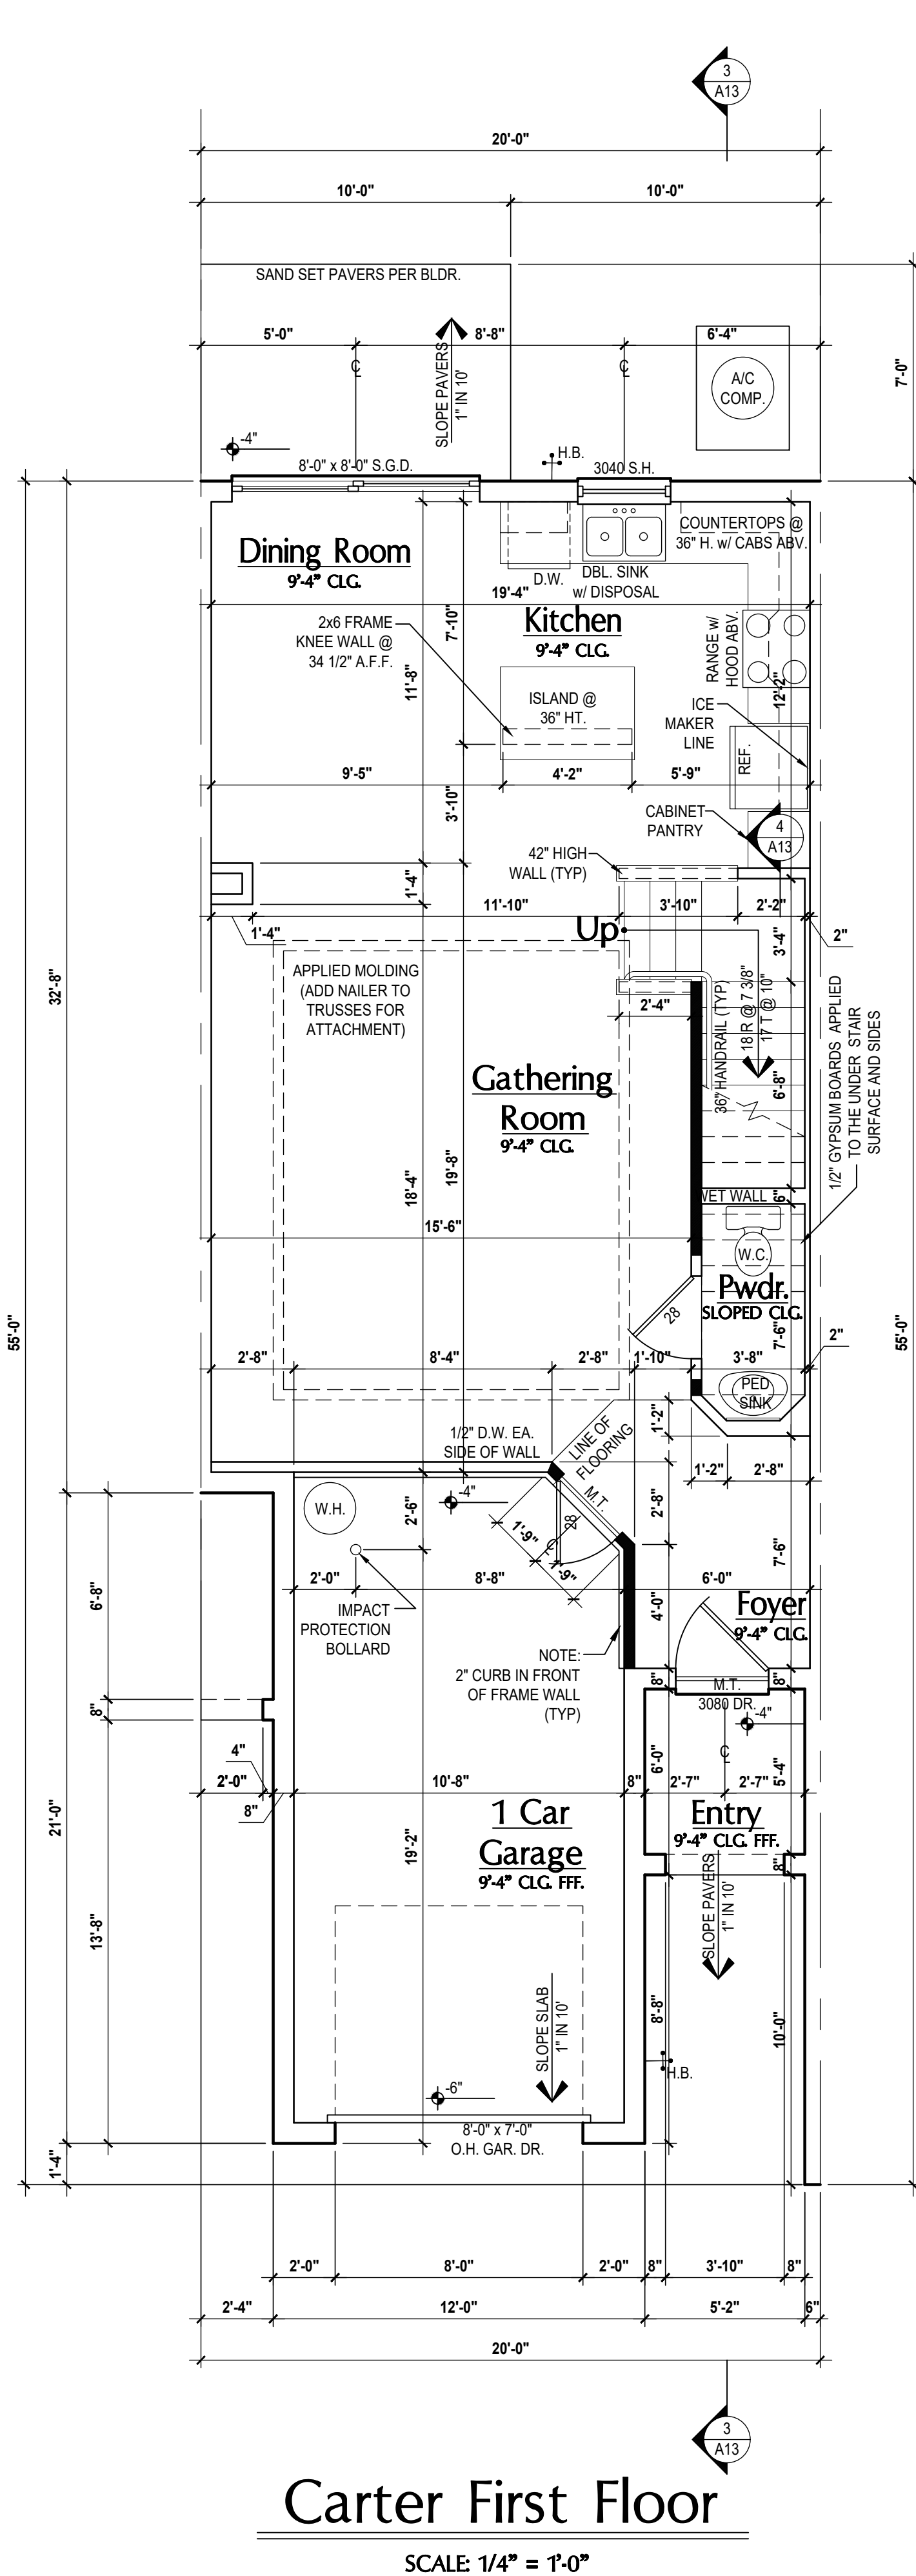 3
A13
20'-0"
10'-0"
10'-0"
SAND SET PAVERS PER BLDR.
5'-0"
8'-8"
6'-4"
7'-0"
SLOPE PAVERS
1" IN 10'
A/C
COMP.
-4"
H.B.
8'-0" x 8'-0" S.G.D.
3040 S.H.
Dining Room
9'-4" CLG.
COUNTERTOPS @
36" H. w/ CABS ABV.
D.W.
DBL. SINK
w/ DISPOSAL
19'-4"
2x6 FRAME
KNEE WALL @
34 1/2" A.F.F.
7'-10"
Kitchen
9'-4" CLG.
RANGE w/
HOOD ABV.
11'-8"
12'-2"
ISLAND @
36" HT.
ICE
MAKER
LINE
REF.
9'-5"
4'-2"
5'-9"
3'-10"
CABINET
PANTRY
4
A13
42" HIGH
WALL (TYP)
1'-4"
11'-10"
3'-10"
2'-2"
1'-4"
Up
3'-4"
2"
32'-8"
APPLIED MOLDING
(ADD NAILER TO
TRUSSES FOR
ATTACHMENT)
2'-4"
36" HANDRAIL (TYP)
18 R @ 7 3/8"
17 T @ 10"
6'-8"
1/2" GYPSUM BOARDS APPLIED
TO THE UNDER STAIR
SURFACE AND SIDES
Gathering
Room
9'-4" CLG.
18'-4"
19'-8"
WET WALL
6"
15'-6"
W.C.
Pwdr.
SLOPED CLG.
28
7'-6"
55'-0"
55'-0"
2"
2'-8"
8'-4"
2'-8"
1'-10"
3'-8"
PED
SINK
1'-2"
1/2" D.W. EA.
SIDE OF WALL
LINE OF
FLOORING
1'-2"
2'-8"
W.H.
-4"
2'-6"
M.T.
28
2'-8"
1'-9"
1'-9"
7'-6"
2'-0"
8'-8"
6'-0"
6'-8"
IMPACT
PROTECTION
BOLLARD
4'-0"
Foyer
9'-4" CLG.
NOTE:
2" CURB IN FRONT
OF FRAME WALL
(TYP)
8"
8"
M.T.
3080 DR.
8"
-4"
4"
6'-0"
5'-4"
2'-0"
10'-8"
8"
2'-7"
2'-7"
8"
21'-0"
1 Car
Garage
9'-4" CLG. FFF.
Entry
9'-4" CLG. FFF.
19'-2"
8"
SLOPE PAVERS
1" IN 10'
13'-8"
SLOPE SLAB
1" IN 10'
8'-8"
10'-0"
H.B.
-6"
8'-0" x 7'-0"
O.H. GAR. DR.
1'-4"
2'-0"
8'-0"
2'-0"
8"
3'-10"
8"
2'-4"
12'-0"
5'-2"
6"
20'-0"
3
A13
Carter First Floor
SCALE: 1/4" = 1'-0"